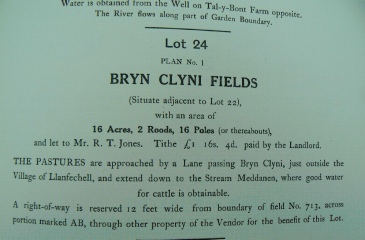 Water is obtained from the Well on Tal-y-Bont Farm opposite.
The River flows along part of Garden Boundary.
Lot 24
PLAN No. 1
BRYN CLYNI FIELDS
(Situate adjacent to Lot 22),
with an area of
16 Acres, 2 Roods, 16 Poles (or thereabouts),
and let to Mr. R. T. Jones. Tithe £1 16s. 4d. paid by the Landlord.
THE PASTURES are approached by a Lane passing Bryn Clyni, just outside the
Village of Llanfechell, and extend down to the Stream Meddanen, where good water
for cattle is obtainable.
A right-of-way is reserved 12 feet wide from boundary of field No. 713, across
portion marked AB, through other property of the Vendor for the benefit of this Lot.